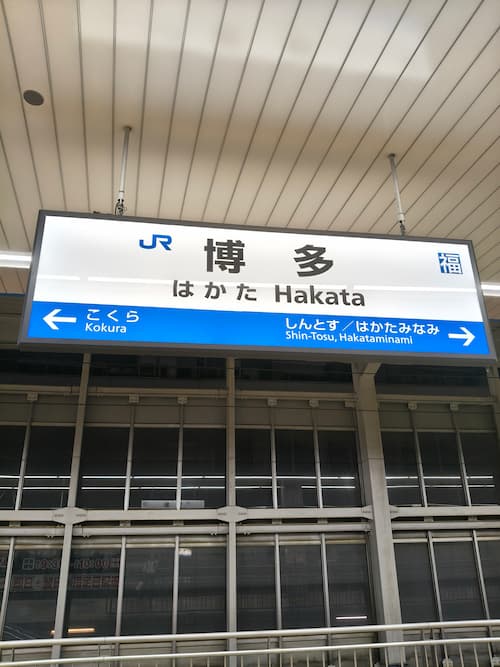 JR 博多 福
はかた Hakata
← こくら しんとす／はかたみなみ →
Kokura Shin-Tosu, Hakataminami